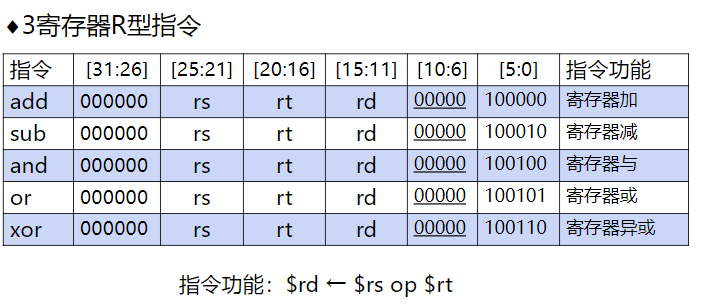 ♦3寄存器R型指令
指令 [31:26] [25:21] [20:16] [15:11] [10:6] [5:0] 指令功能
add 000000 rs rt rd 00000 100000 寄存器加
sub 000000 rs rt rd 00000 100010 寄存器减
and 000000 rs rt rd 00000 100100 寄存器与
or 000000 rs rt rd 00000 100101 寄存器或
xor 000000 rs rt rd 00000 100110 寄存器异或
指令功能：$rd ← $rs op $rt